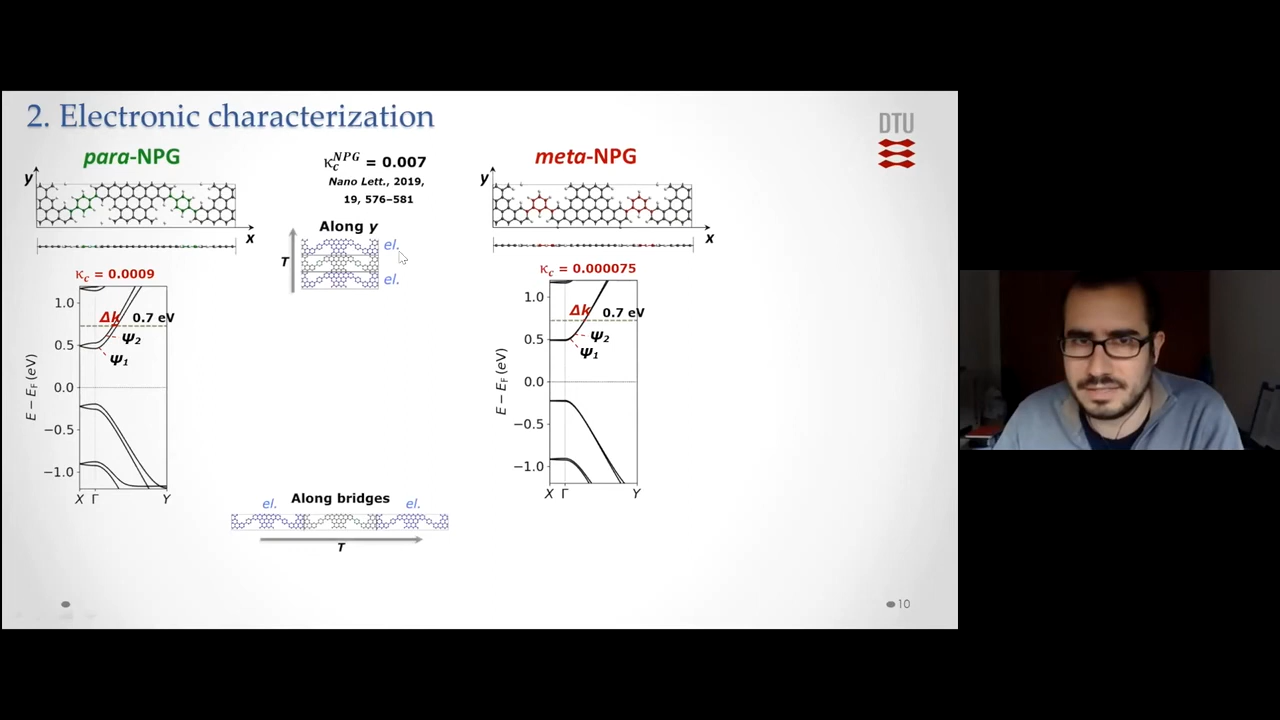 2. Electronic characterization
DTU
para-NPG
κc^NPG = 0.007
Nano Lett., 2019,
19, 576–581
meta-NPG
y
x
y
x
Along y
T
el.
el.
κc = 0.0009
1.0
0.5
0.0
−0.5
−1.0
E − EF (eV)
Δk
0.7 eV
Ψ2
Ψ1
X Γ Y
κc = 0.000075
1.0
0.5
0.0
−0.5
−1.0
E − EF (eV)
Δk
0.7 eV
Ψ2
Ψ1
X Γ Y
Along bridges
el.
el.
T
10